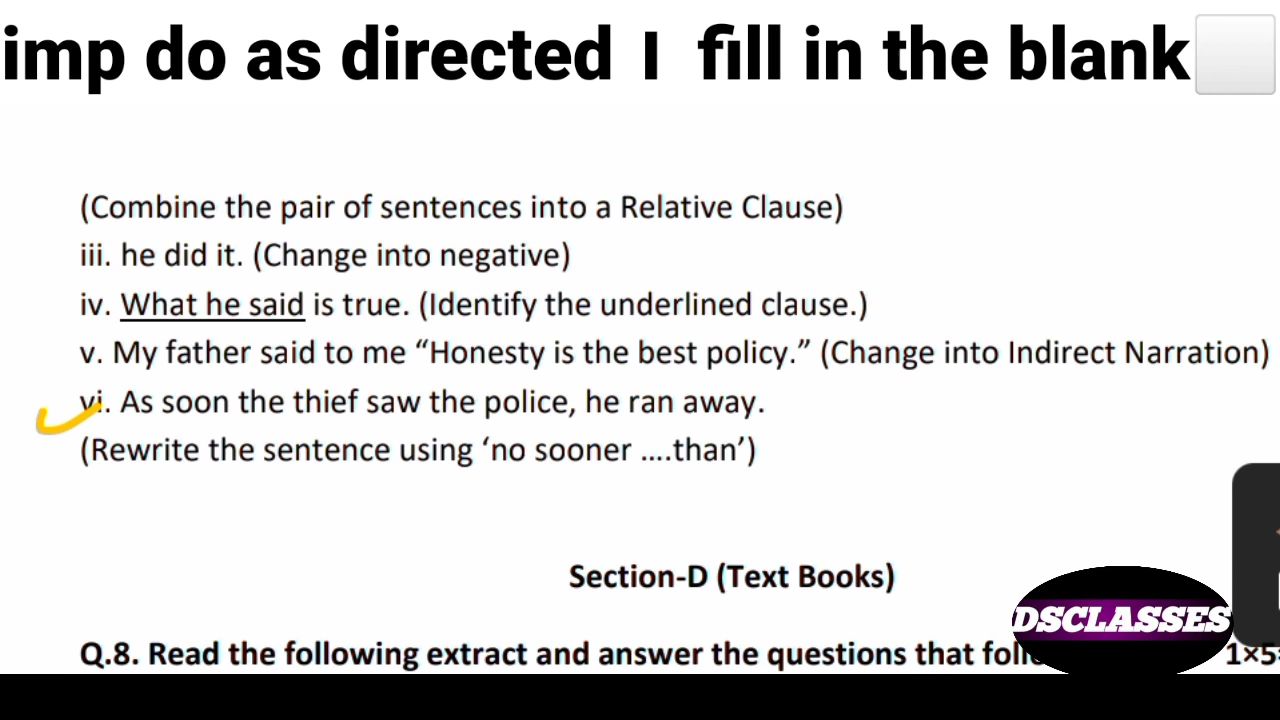 imp do as directed I fill in the blank
(Combine the pair of sentences into a Relative Clause)
iii. he did it. (Change into negative)
iv. What he said is true. (Identify the underlined clause.)
v. My father said to me “Honesty is the best policy.” (Change into Indirect Narration)
vi. As soon the thief saw the police, he ran away.
(Rewrite the sentence using ‘no sooner ....than’)
Section-D (Text Books)
DSCLASSES
Q.8. Read the following extract and answer the questions that 1×5